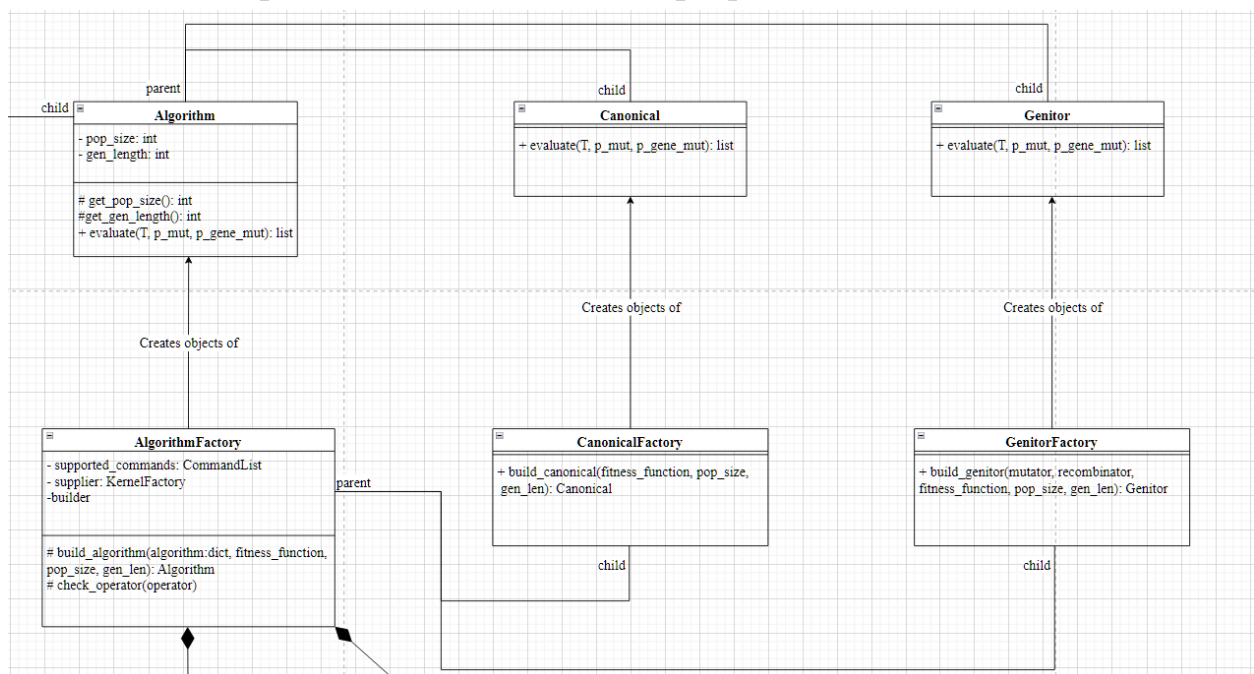 parent
child
child
child
Algorithm
- pop_size: int
- gen_length: int
# get_pop_size(): int
#get_gen_length(): int
+ evaluate(T, p_mut, p_gene_mut): list
Canonical
+ evaluate(T, p_mut, p_gene_mut): list
Genitor
+ evaluate(T, p_mut, p_gene_mut): list
Creates objects of
Creates objects of
Creates objects of
AlgorithmFactory
- supported_commands: CommandList
- supplier: KernelFactory
-builder
# build_algorithm(algorithm:dict, fitness_function,
pop_size, gen_len): Algorithm
# check_operator(operator)
parent
CanonicalFactory
+ build_canonical(fitness_function, pop_size,
gen_len): Canonical
child
GenitorFactory
+ build_genitor(mutator, recombinator,
fitness_function, pop_size, gen_len): Genitor
child